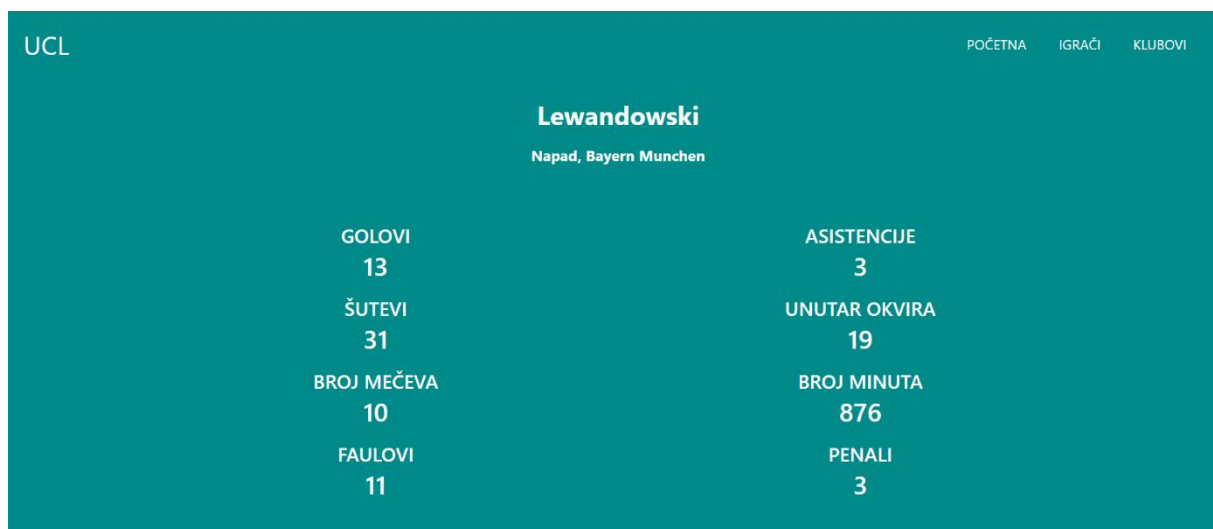 UCL
POČETNA IGRAČI KLUBOVI
Lewandowski
Napad, Bayern Munchen
GOLOVI ASISTENCIJE
13 3
ŠUTEVI UNUTAR OKVIRA
31 19
BROJ MEČEVA BROJ MINUTA
10 876
FAULOVI PENALI
11 3